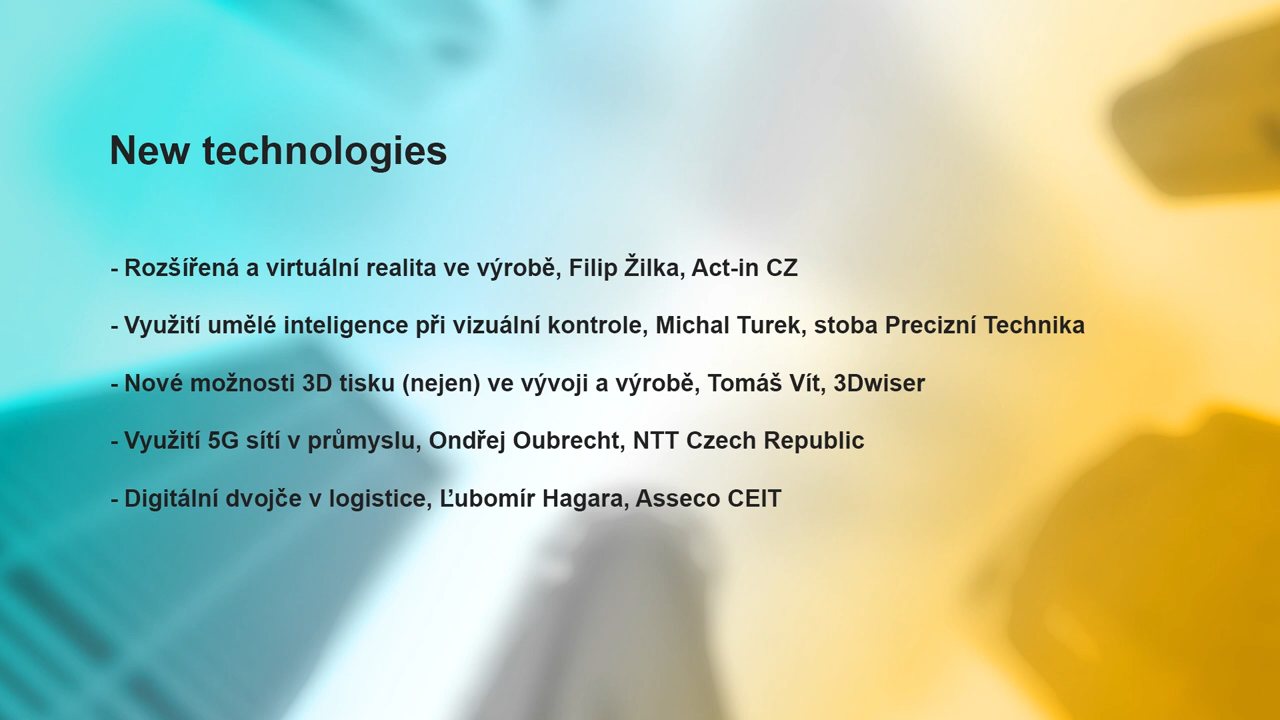 New technologies
- Rozšířená a virtuální realita ve výrobě, Filip Žilka, Act-in CZ
- Využití umělé inteligence při vizuální kontrole, Michal Turek, stoba Precizní Technika
- Nové možnosti 3D tisku (nejen) ve vývoji a výrobě, Tomáš Vít, 3Dwiser
- Využití 5G sítí v průmyslu, Ondřej Oubrecht, NTT Czech Republic
- Digitální dvojče v logistice, Ľubomír Hagara, Asseco CEIT